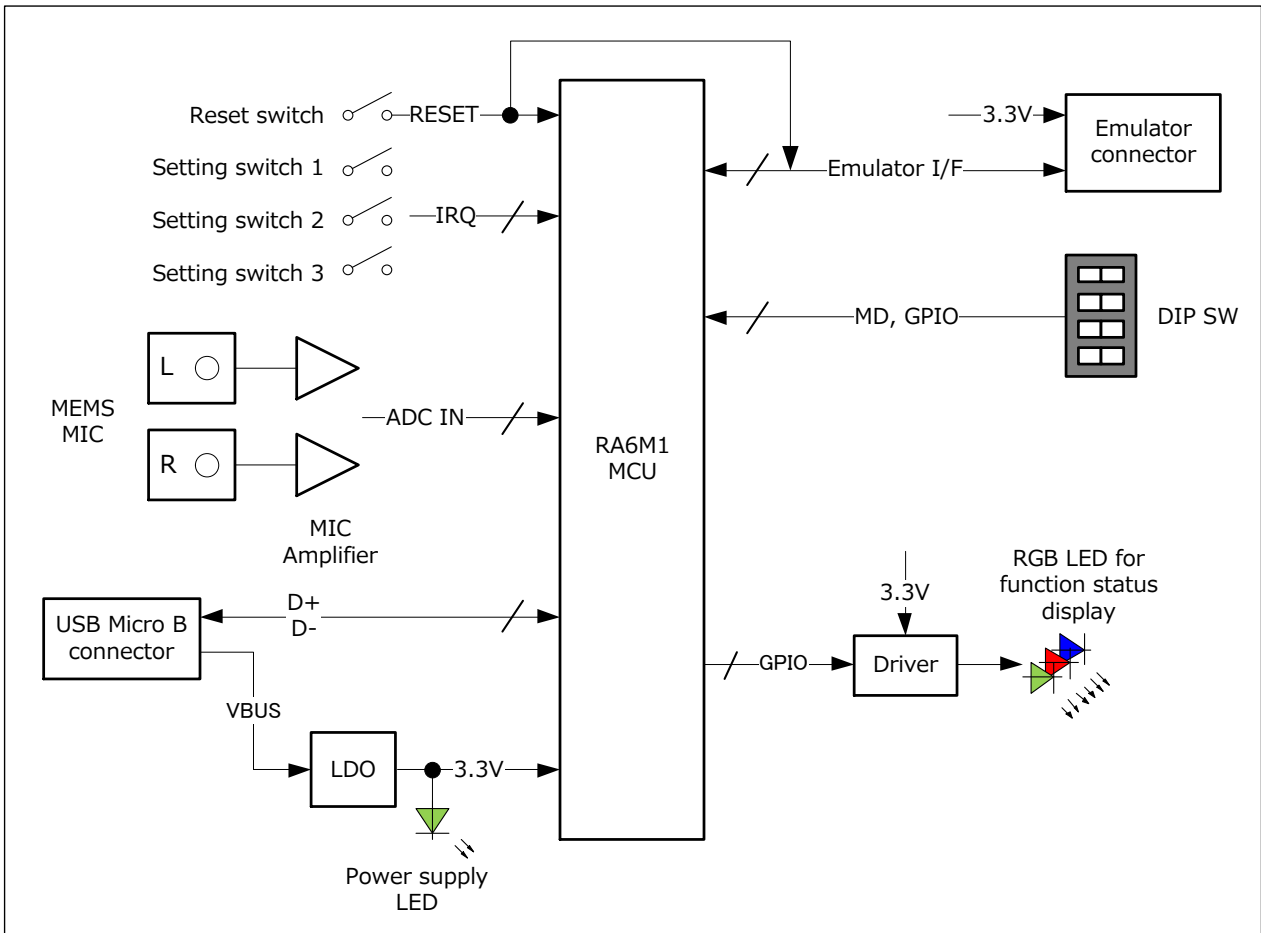 Reset switch
RESET
Setting switch 1
Setting switch 2
IRQ
Setting switch 3
3.3V
Emulator
connector
Emulator I/F
MD, GPIO
DIP SW
L
MEMS
MIC
R
ADC IN
MIC
Amplifier
RA6M1
MCU
USB Micro B
connector
D+
D-
VBUS
LDO
3.3V
Power supply
LED
3.3V
GPIO
Driver
RGB LED for
function status
display